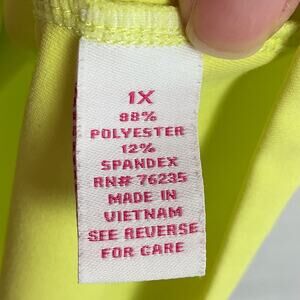 1X
88%
POLYESTER
12%
SPANDEX
RN# 76235
MADE IN
VIETNAM
SEE REVERSE
FOR CARE